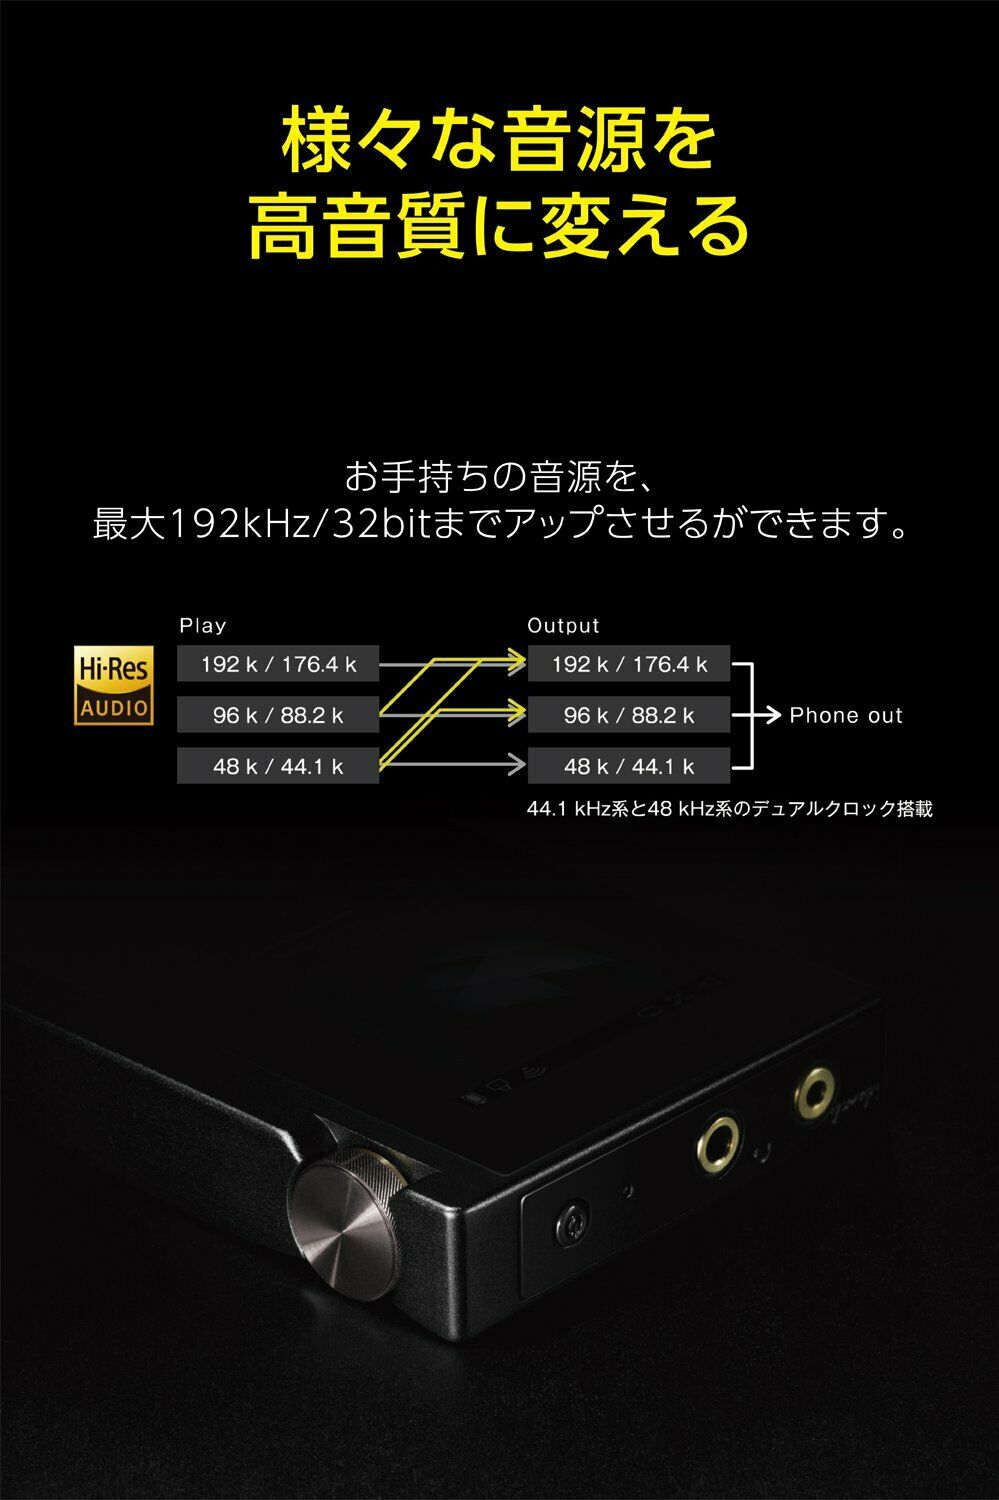 様々な音源を
高音質に変える
お手持ちの音源を、
最大192kHz/32bitまでアップさせるができます。
Play
Output
Hi-Res
AUDIO
192 k / 176.4 k
192 k / 176.4 k
96 k / 88.2 k
96 k / 88.2 k
Phone out
48 k / 44.1 k
48 k / 44.1 k
44.1 kHz系と48 kHz系のデュアルクロック搭載